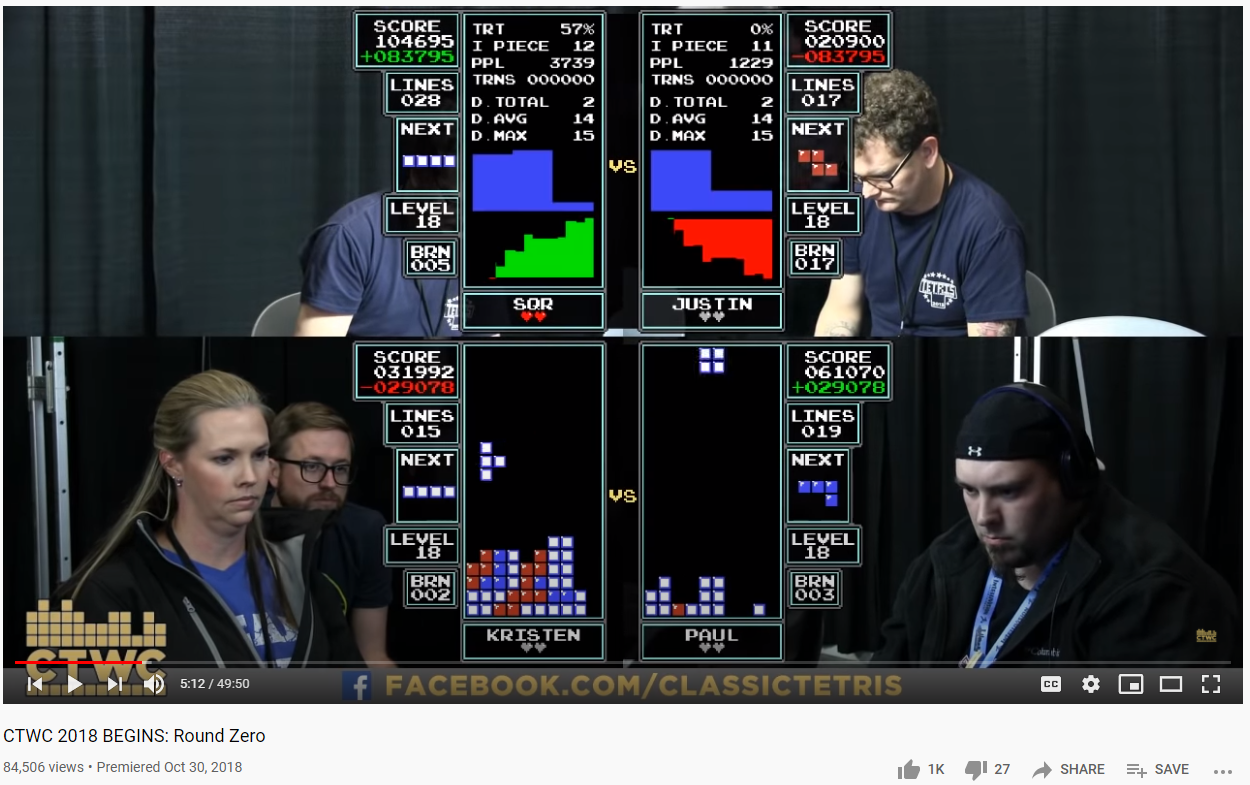 SCORE
104695
+083795
LINES
028
NEXT
LEVEL
18
BRN
005
TRT 57%
I PIECE 12
PPL 3739
TRNS 000000
D.TOTAL 2
D.AVG 14
D.MAX 15
SQR
VS
TRT 0%
I PIECE 11
PPL 1229
TRNS 000000
D.TOTAL 2
D.AVG 14
D.MAX 15
JUSTIN
SCORE
020900
-083795
LINES
017
NEXT
LEVEL
18
BRN
017
TETRIS
SCORE
031992
-029078
LINES
015
NEXT
LEVEL
18
BRN
002
KRISTEN
VS
PAUL
SCORE
061070
+029078
LINES
019
NEXT
LEVEL
18
BRN
003
CTWC
CTWC
5:12 / 49:50
FACEBOOK.COM/CLASSICTETRIS
CC
CTWC 2018 BEGINS: Round Zero
84,506 views • Premiered Oct 30, 2018
1K
27
SHARE
SAVE